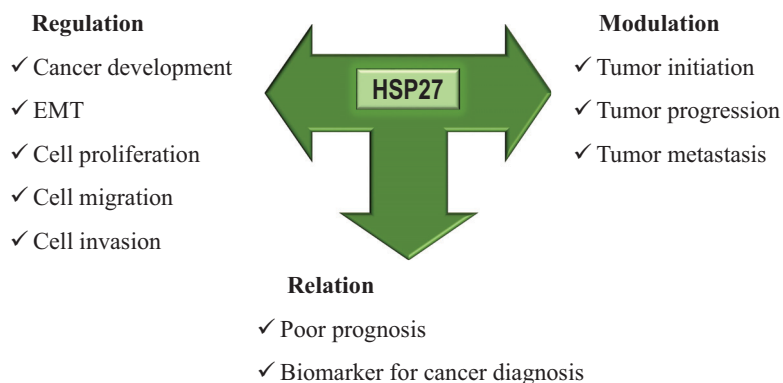 Regulation
✓ Cancer development
✓ EMT
✓ Cell proliferation
✓ Cell migration
✓ Cell invasion
HSP27
Modulation
✓ Tumor initiation
✓ Tumor progression
✓ Tumor metastasis
Relation
✓ Poor prognosis
✓ Biomarker for cancer diagnosis